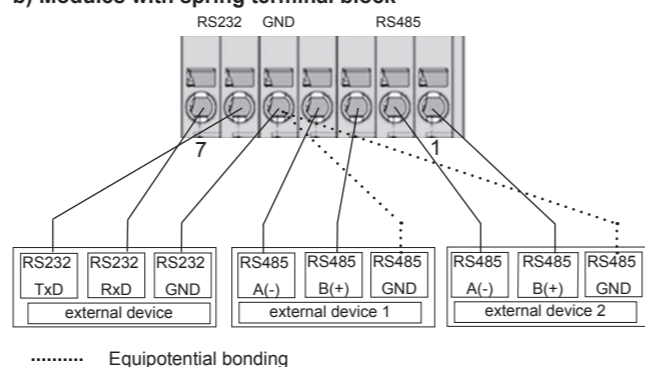 b) Modules with spring terminal block
RS232 GND RS485
7 1
RS232 RS232 RS232 RS485 RS485 RS485 RS485 RS485 RS485
TxD RxD GND A(-) B(+) GND A(-) B(+) GND
external device external device 1 external device 2
.......... Equipotential bonding